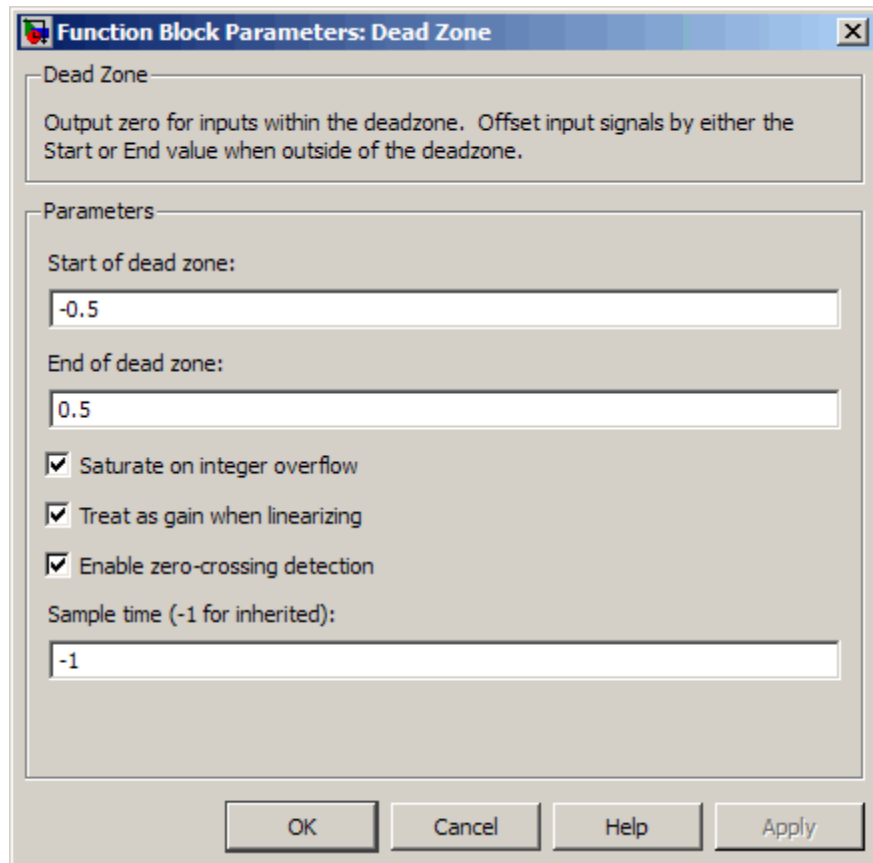 Function Block Parameters: Dead Zone
Dead Zone
Output zero for inputs within the deadzone.  Offset input signals by either the
Start or End value when outside of the deadzone.
Parameters
Start of dead zone:
-0.5
End of dead zone:
0.5
Saturate on integer overflow
Treat as gain when linearizing
Enable zero-crossing detection
Sample time (-1 for inherited):
-1
OK Cancel Help Apply